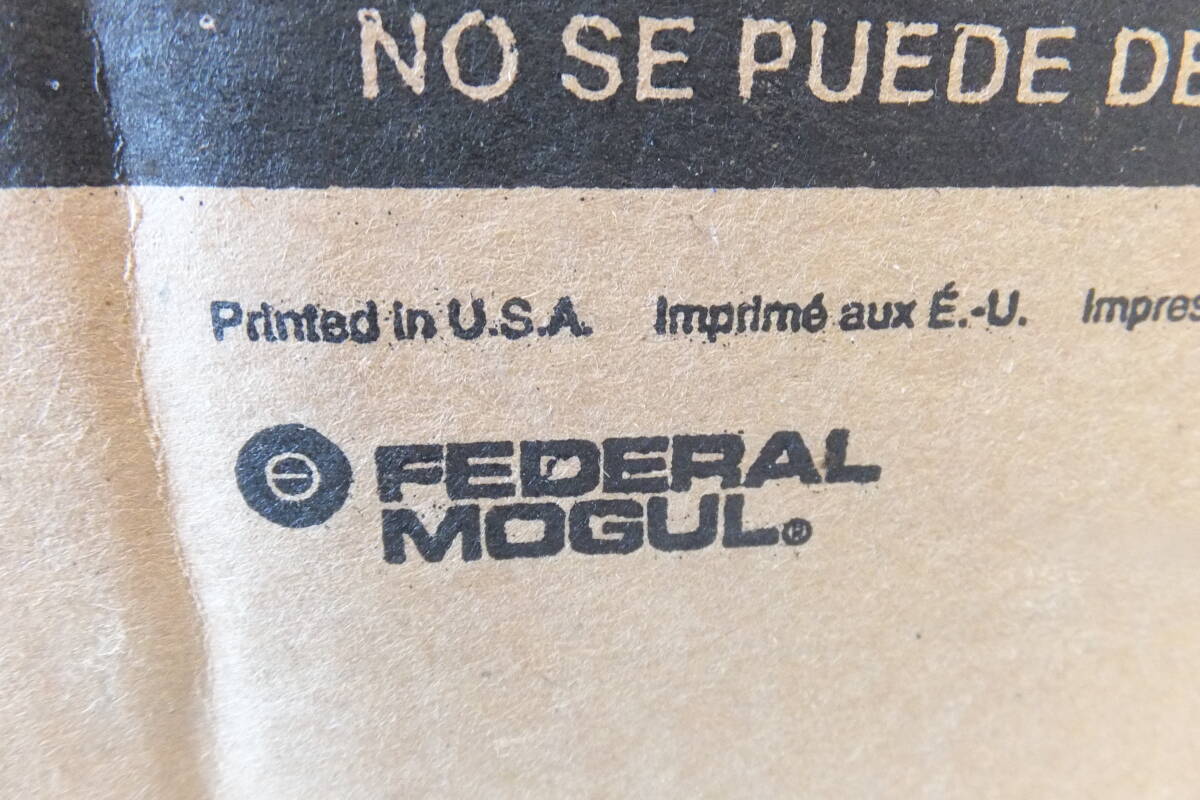 NO SE PUEDE
Printed in U.S.A. Imprimé aux É.-U.
FEDERAL
MOGUL®